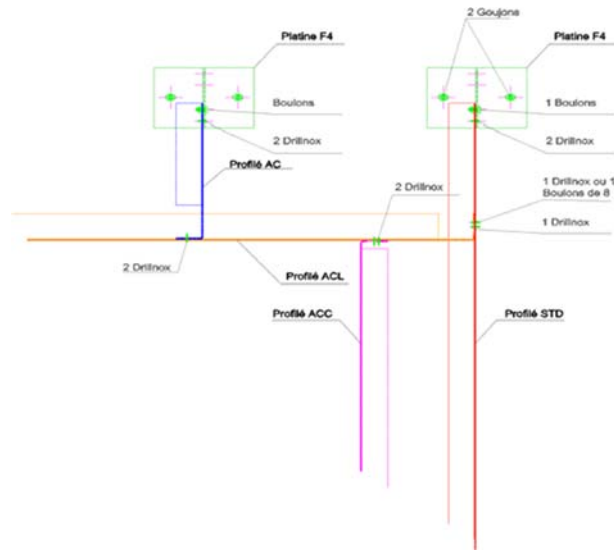 2 Goujons
Platine F4
Platine F4
Boulons
1 Boulons
2 Drillnox
2 Drillnox
Profilé AC
2 Drillnox
1 Drillnox ou 1
Boulons de 8
1 Drillnox
2 Drillnox
Profilé ACL
Profilé ACC
Profilé STD